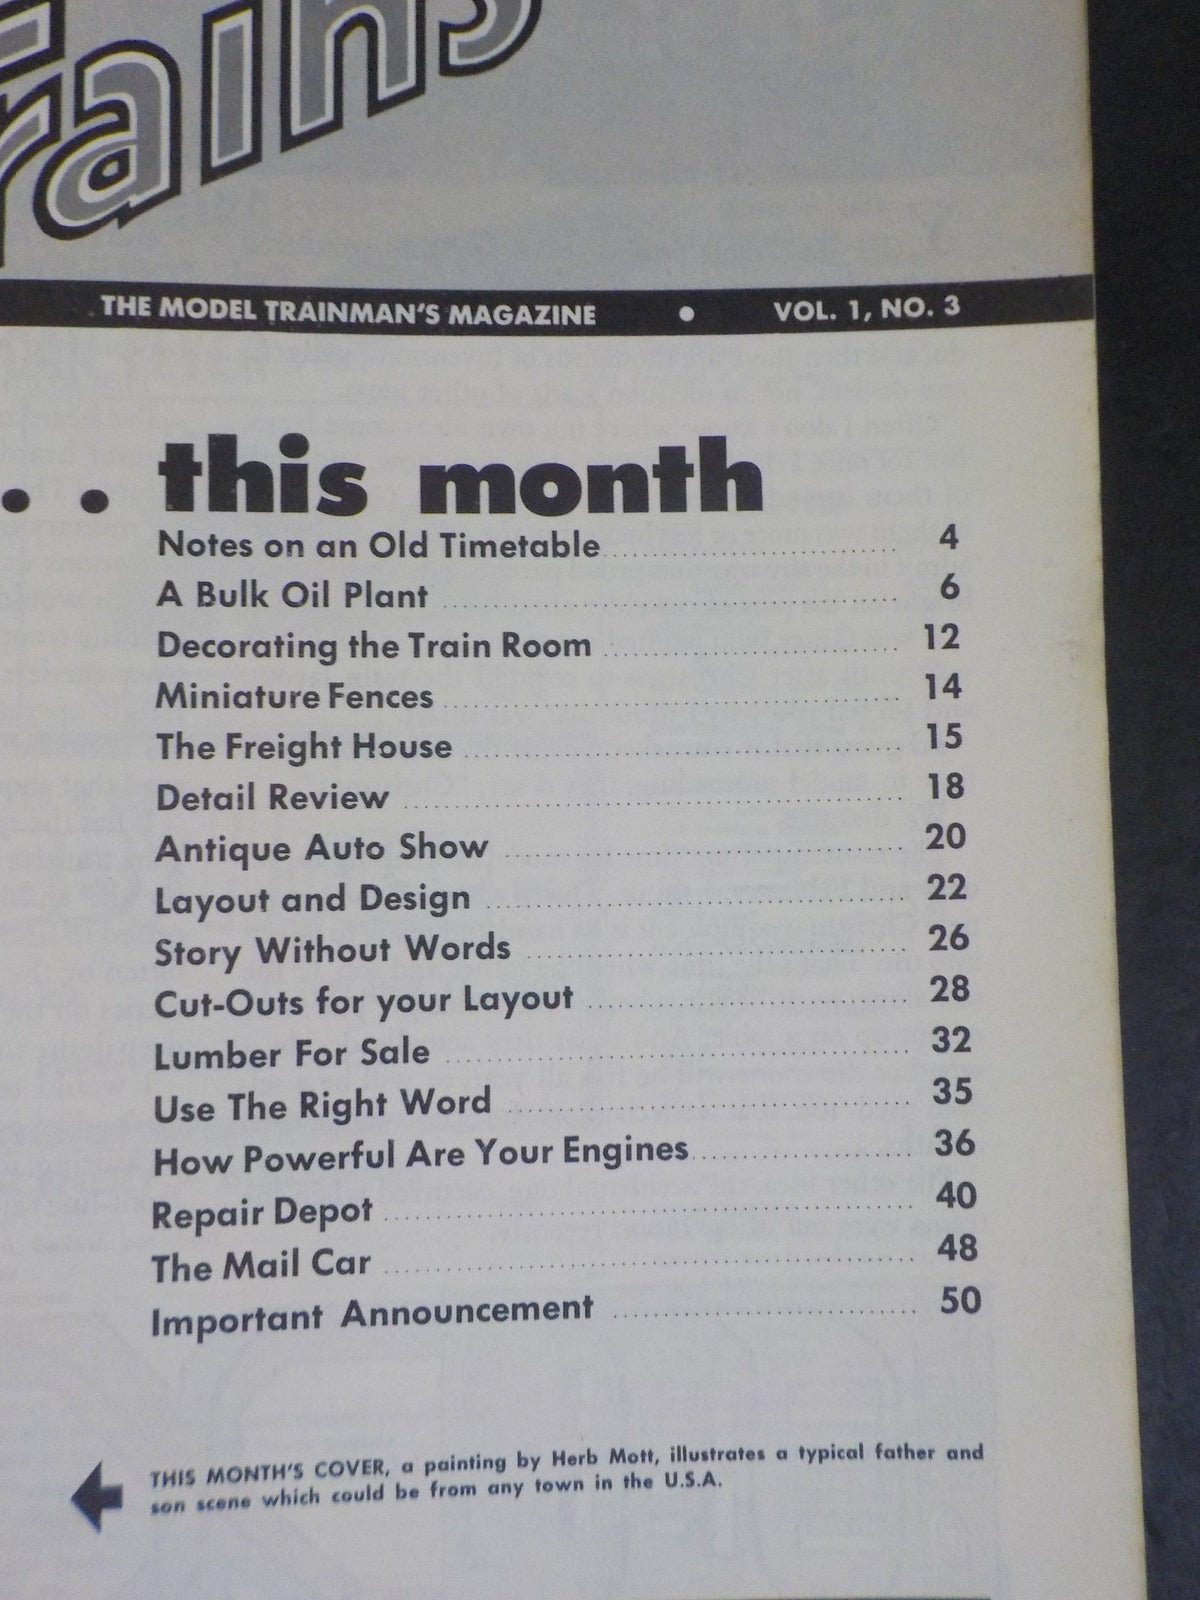 rains
THE MODEL TRAINMAN'S MAGAZINE • VOL. 1, NO. 3
. . this month
Notes on an Old Timetable 4
A Bulk Oil Plant 6
Decorating the Train Room 12
Miniature Fences 14
The Freight House 15
Detail Review 18
Antique Auto Show 20
Layout and Design 22
Story Without Words 26
Cut-Outs for your Layout 28
Lumber For Sale 32
Use The Right Word 35
How Powerful Are Your Engines 36
Repair Depot 40
The Mail Car 48
Important Announcement 50
THIS MONTH'S COVER, a painting by Herb Mott, illustrates a typical father and
son scene which could be from any town in the U.S.A.